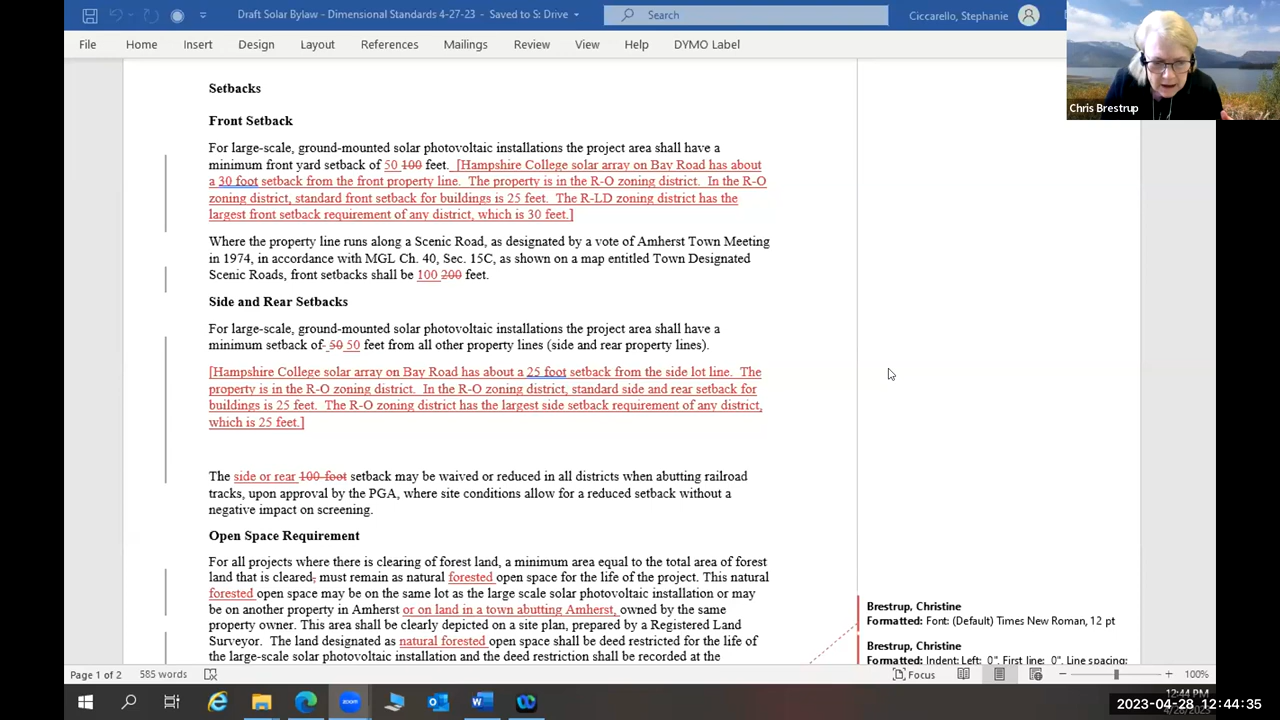 Draft Solar Bylaw - Dimensional Standards 4-27-23 - Saved to S: Drive
Search
Ciccarello, Stephanie
File Home Insert Design Layout References Mailings Review View Help DYMO Label
Chris Brestrup
Setbacks
Front Setback
For large-scale, ground-mounted solar photovoltaic installations the project area shall have a
minimum front yard setback of 50 100 feet. [Hampshire College solar array on Bay Road has about
a 30 foot setback from the front property line. The property is in the R-O zoning district. In the R-O
zoning district, standard front setback for buildings is 25 feet. The R-LD zoning district has the
largest front setback requirement of any district, which is 30 feet.]
Where the property line runs along a Scenic Road, as designated by a vote of Amherst Town Meeting
in 1974, in accordance with MGL Ch. 40, Sec. 15C, as shown on a map entitled Town Designated
Scenic Roads, front setbacks shall be 100 200 feet.
Side and Rear Setbacks
For large-scale, ground-mounted solar photovoltaic installations the project area shall have a
minimum setback of 50 50 feet from all other property lines (side and rear property lines).
[Hampshire College solar array on Bay Road has about a 25 foot setback from the side lot line. The
property is in the R-O zoning district. In the R-O zoning district, standard side and rear setback for
buildings is 25 feet. The R-O zoning district has the largest side setback requirement of any district,
which is 25 feet.]
The side or rear 100-foot setback may be waived or reduced in all districts when abutting railroad
tracks, upon approval by the PGA, where site conditions allow for a reduced setback without a
negative impact on screening.
Open Space Requirement
For all projects where there is clearing of forest land, a minimum area equal to the total area of forest
land that is cleared, must remain as natural forested open space for the life of the project. This natural
forested open space may be on the same lot as the large scale solar photovoltaic installation or may
be on another property in Amherst or on land in a town abutting Amherst, owned by the same
property owner. This area shall be clearly depicted on a site plan, prepared by a Registered Land
Surveyor. The land designated as natural forested open space shall be deed restricted for the life of
the large-scale solar photovoltaic installation and the deed restriction shall be recorded at the
Brestrup, Christine
Formatted: Font: (Default) Times New Roman, 12 pt
Brestrup, Christine
Formatted: Indent: Left: 0", First line: 0", Line spacing:
Page 1 of 2 585 words Focus 100%
12:44 PM
2023-04-28 12:44:35